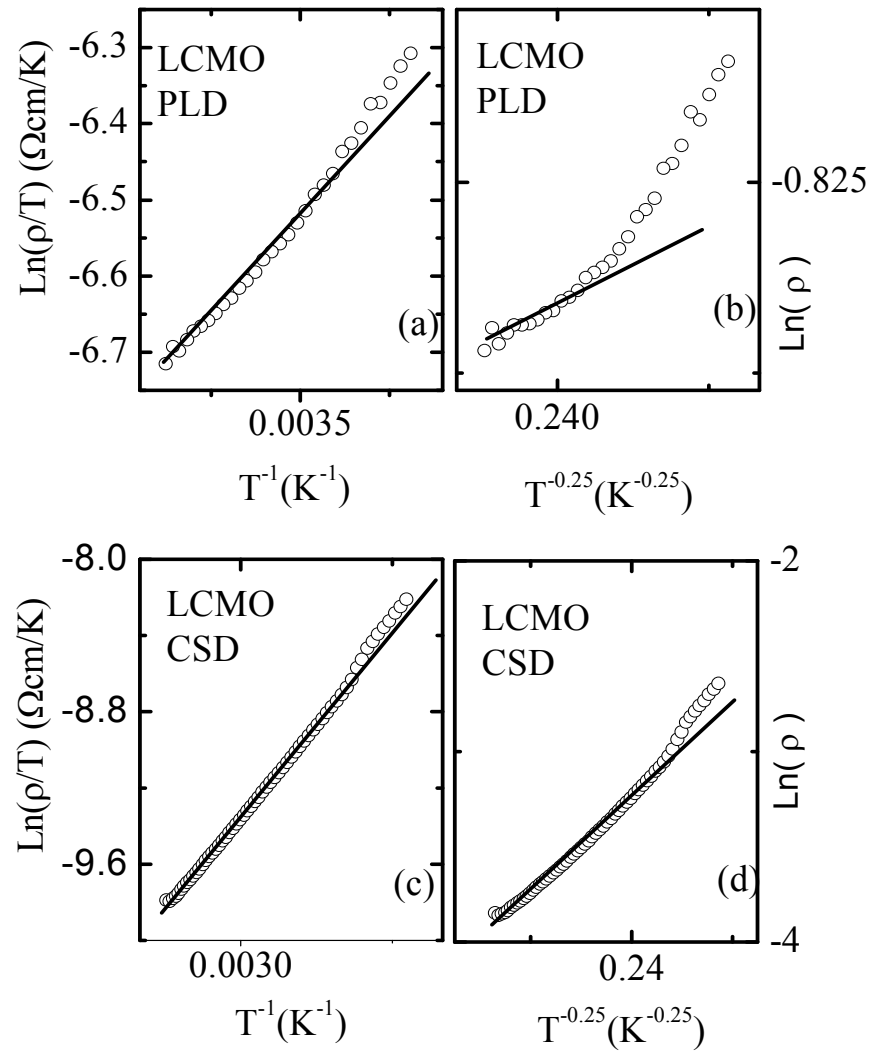 -6.3
-6.4
-6.5
-6.6
-6.7
Ln(ρ/T) (Ωcm/K)
LCMO
PLD
(a)
0.0035
T⁻¹(K⁻¹)
LCMO
PLD
(b)
-0.825
Ln( ρ )
0.240
T⁻⁰·²⁵(K⁻⁰·²⁵)
-8.0
-8.8
-9.6
Ln(ρ/T) (Ωcm/K)
LCMO
CSD
(c)
0.0030
T⁻¹(K⁻¹)
LCMO
CSD
(d)
-2
-4
Ln( ρ )
0.24
T⁻⁰·²⁵(K⁻⁰·²⁵)